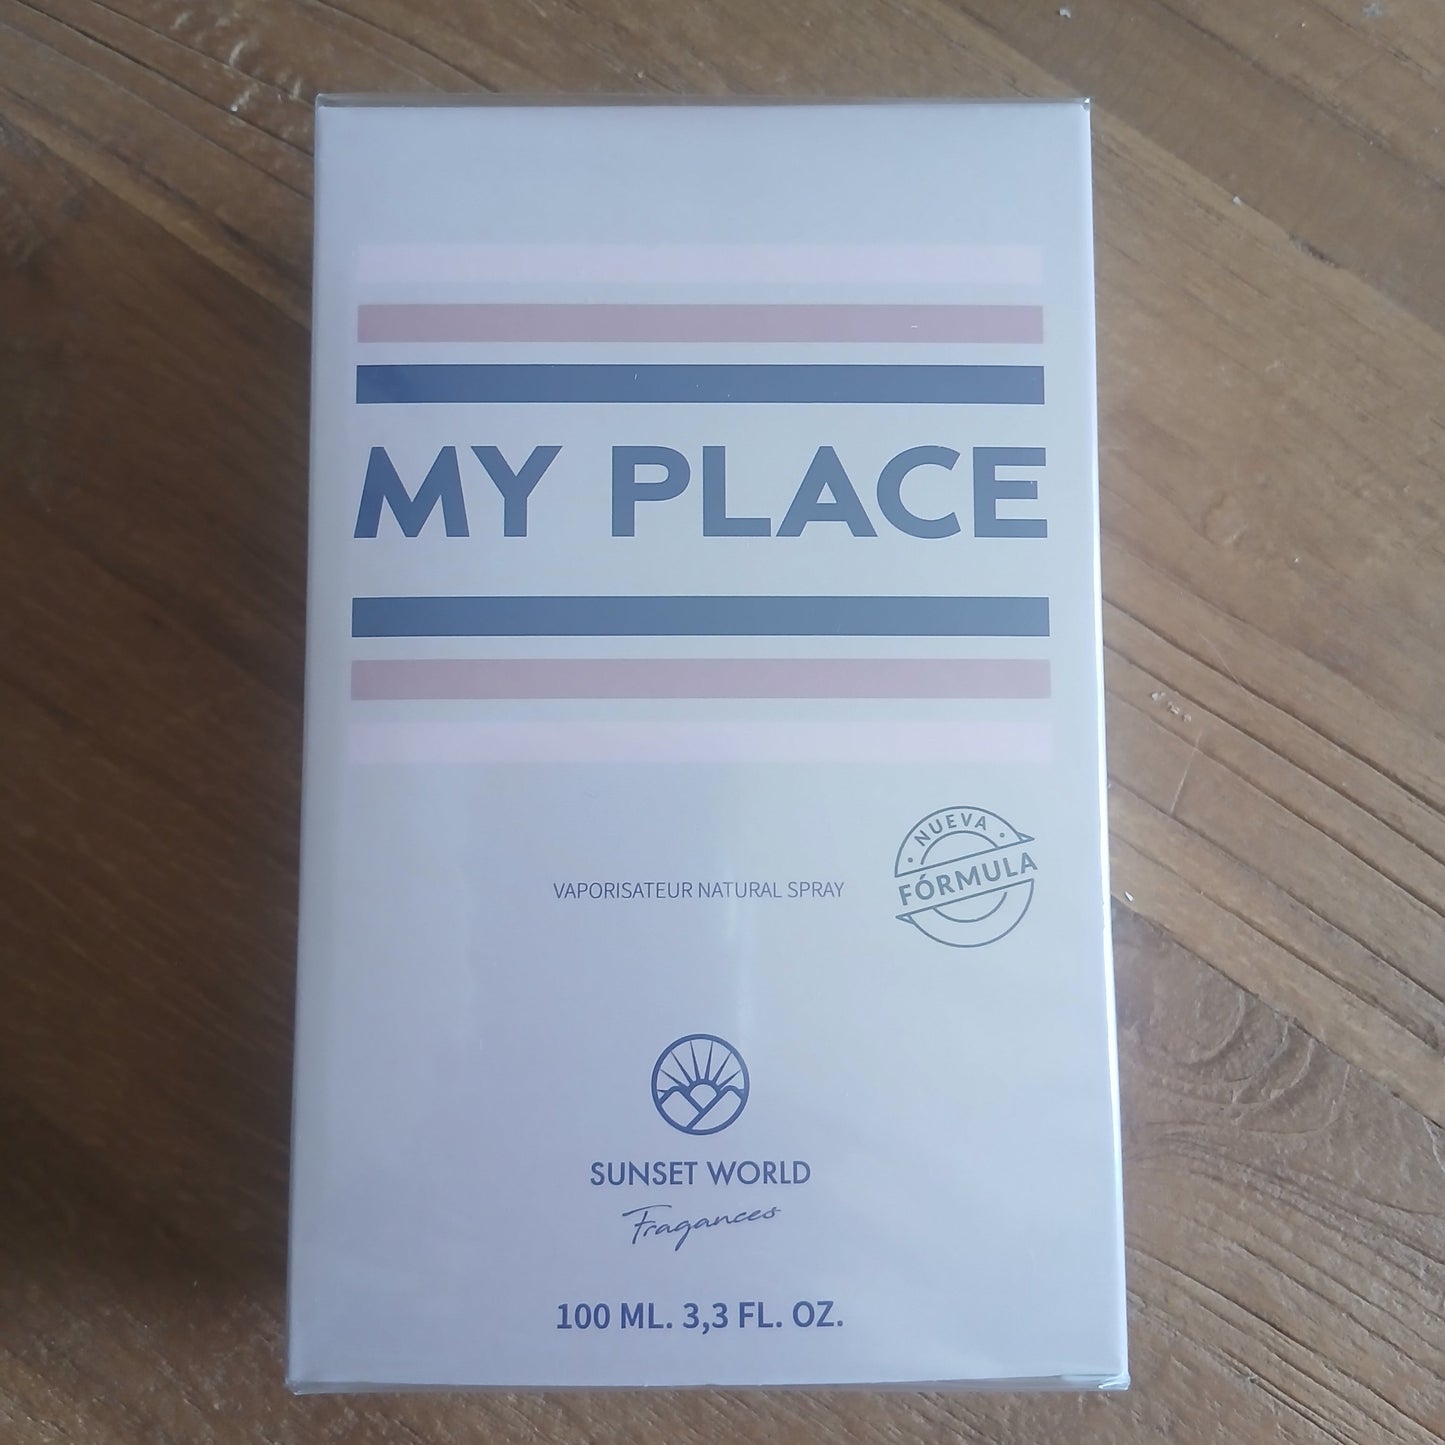 MY PLACE
NUEVA
FÓRMULA
VAPORISATEUR NATURAL SPRAY
SUNSET WORLD
Fragances
100 ML. 3,3 FL. OZ.